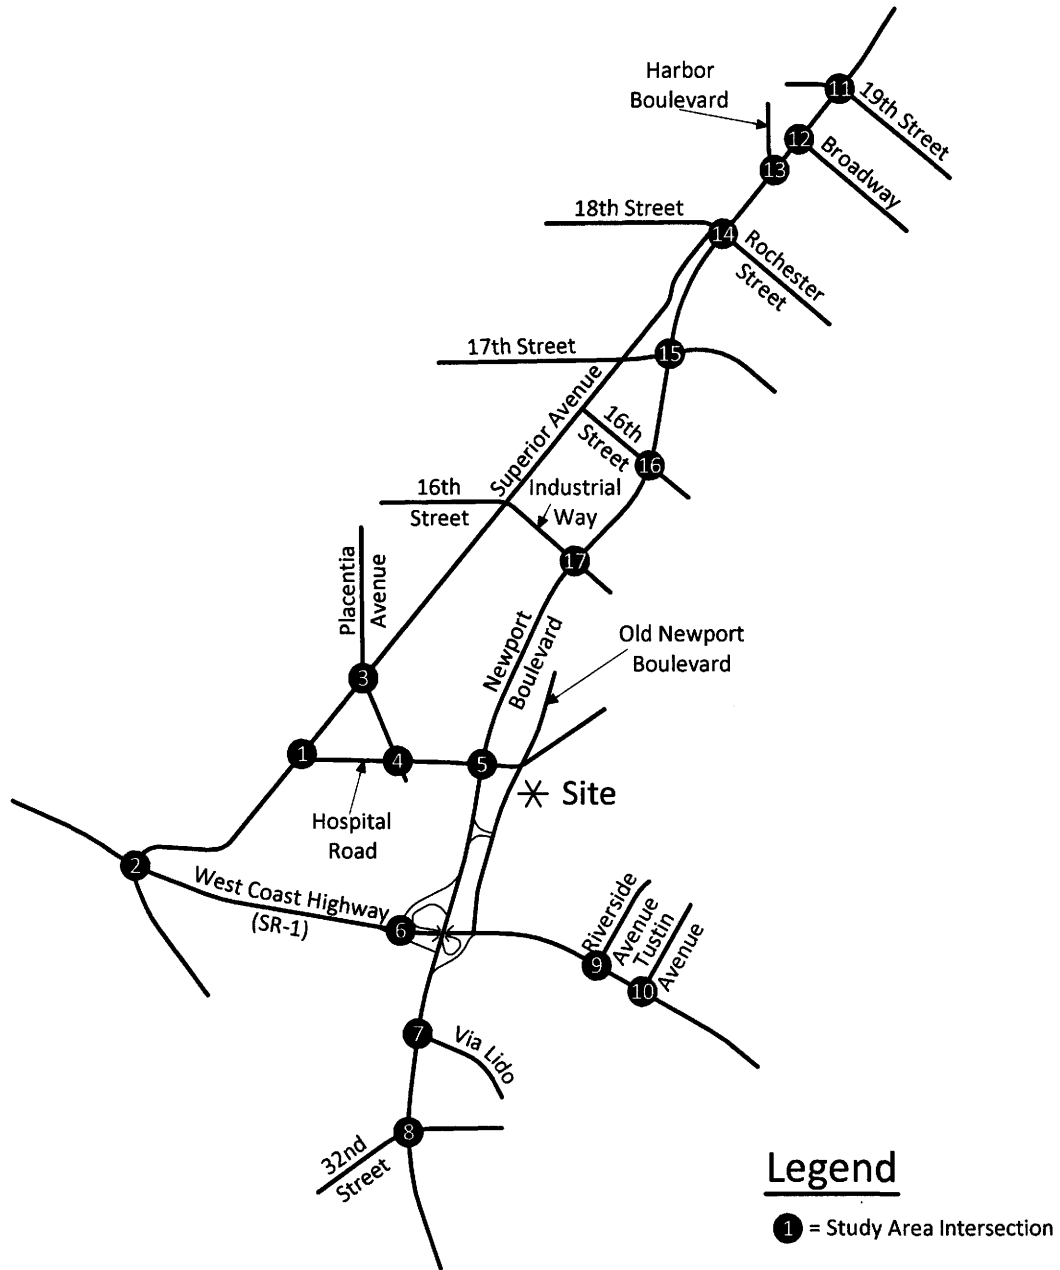 Harbor
Boulevard
11
19th Street
12
Broadway
13
18th Street
14
Rochester
Street
17th Street
15
Superior Avenue
16th
Street
16
16th
Street
Industrial
Way
17
Placentia
Avenue
Newport
Boulevard
Old Newport
Boulevard
3
1
4
5
Site
Hospital
Road
2
West Coast Highway
(SR-1)
6
Riverside
Avenue
9
Tustin
Avenue
10
7
Via Lido
8
32nd
Street
Legend
1 = Study Area Intersection